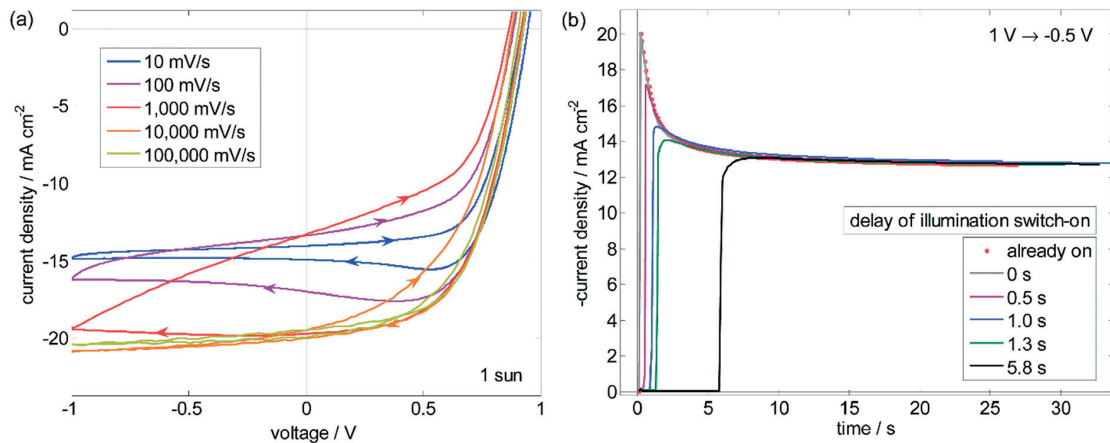 (a)
0
-5
-10
-15
-20
current density / mA cm-2
10 mV/s
100 mV/s
1,000 mV/s
10,000 mV/s
100,000 mV/s
1 sun
-1
-0.5
0
0.5
1
voltage / V
(b)
1 V → -0.5 V
20
18
16
14
12
10
8
6
4
2
0
-current density / mA cm-2
delay of illumination switch-on
already on
0 s
0.5 s
1.0 s
1.3 s
5.8 s
0
5
10
15
20
25
30
time / s